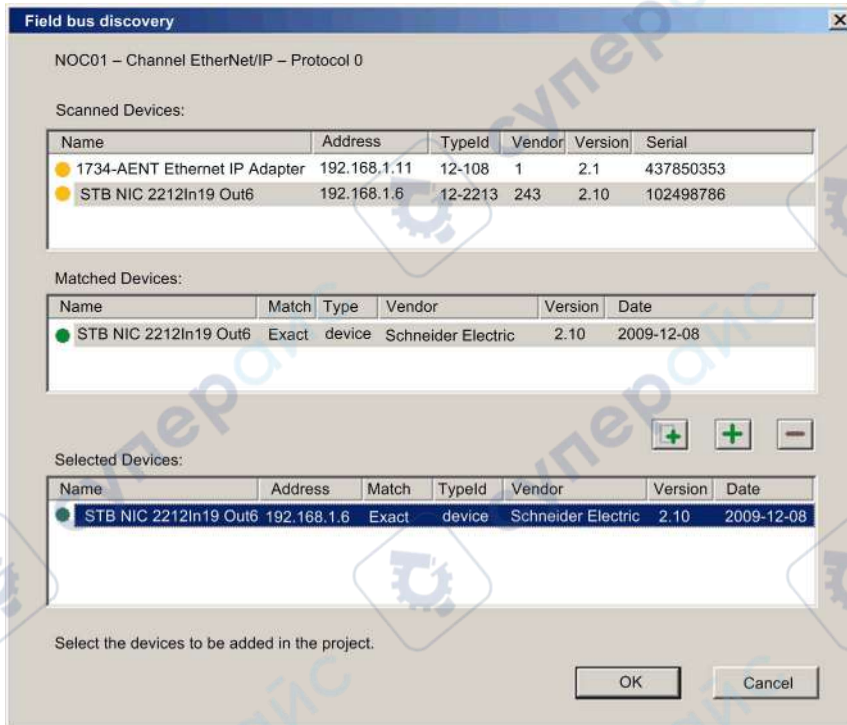 Field bus discovery
NOC01 – Channel EtherNet/IP – Protocol 0
Scanned Devices:
Name Address TypeId Vendor Version Serial
1734-AENT Ethernet IP Adapter 192.168.1.11 12-108 1 2.1 437850353
STB NIC 2212In19 Out6 192.168.1.6 12-2213 243 2.10 102498786
Matched Devices:
Name Match Type Vendor Version Date
STB NIC 2212In19 Out6 Exact device Schneider Electric 2.10 2009-12-08
Selected Devices:
Name Address Match TypeId Vendor Version Date
STB NIC 2212In19 Out6 192.168.1.6 Exact device Schneider Electric 2.10 2009-12-08
Select the devices to be added in the project.
OK Cancel
суперайс
суперайс